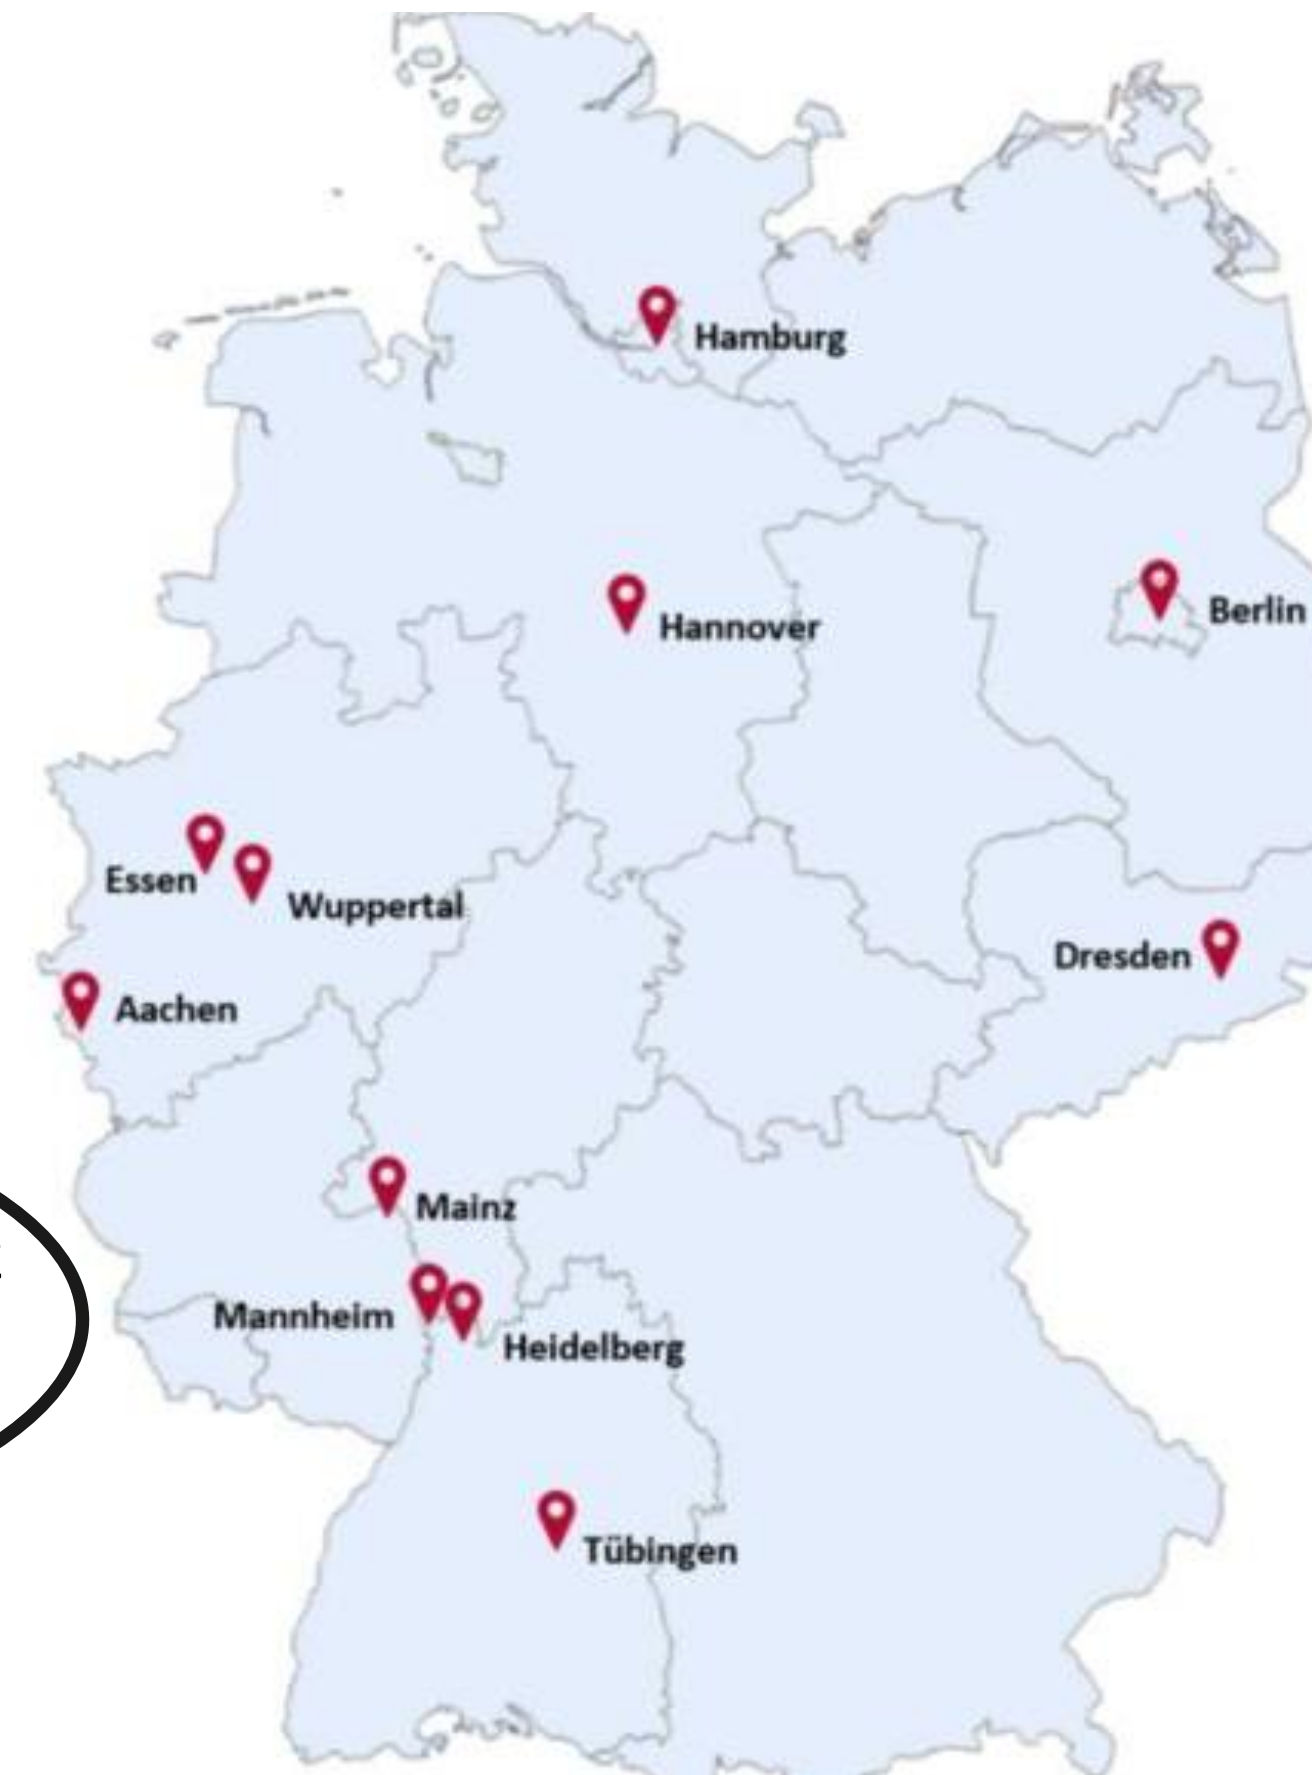 Hamburg
Hannover
Berlin
Essen
Wuppertal
Dresden
Aachen
Mainz
Mannheim
Heidelberg
Tübingen